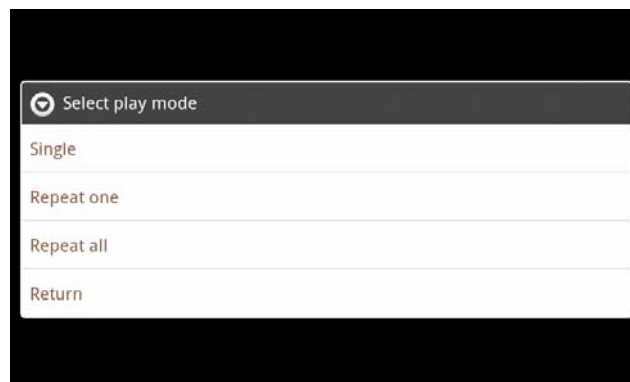 Select play mode
Single
Repeat one
Repeat all
Return